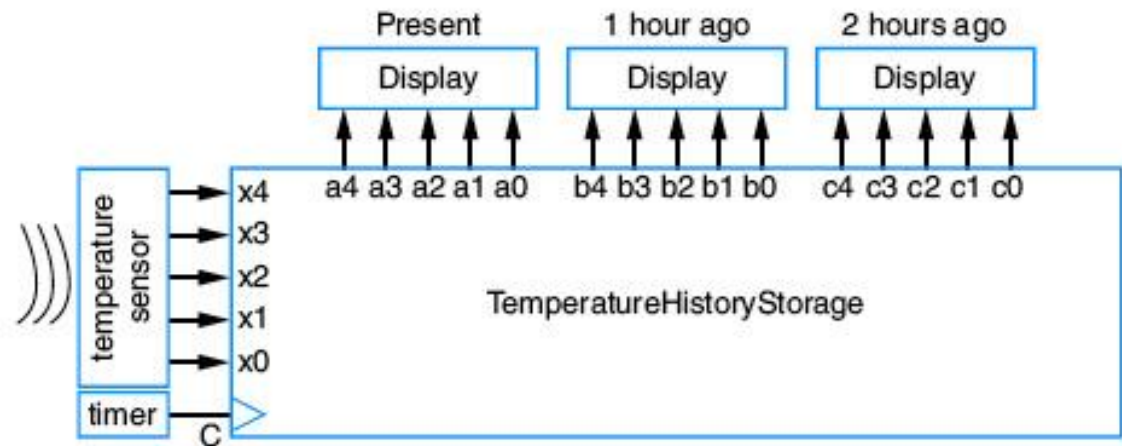 Present 1 hour ago 2 hours ago
Display Display Display
a4 a3 a2 a1 a0 b4 b3 b2 b1 b0 c4 c3 c2 c1 c0
temperature
sensor
x4
x3
x2
x1
x0
TemperatureHistoryStorage
timer
C